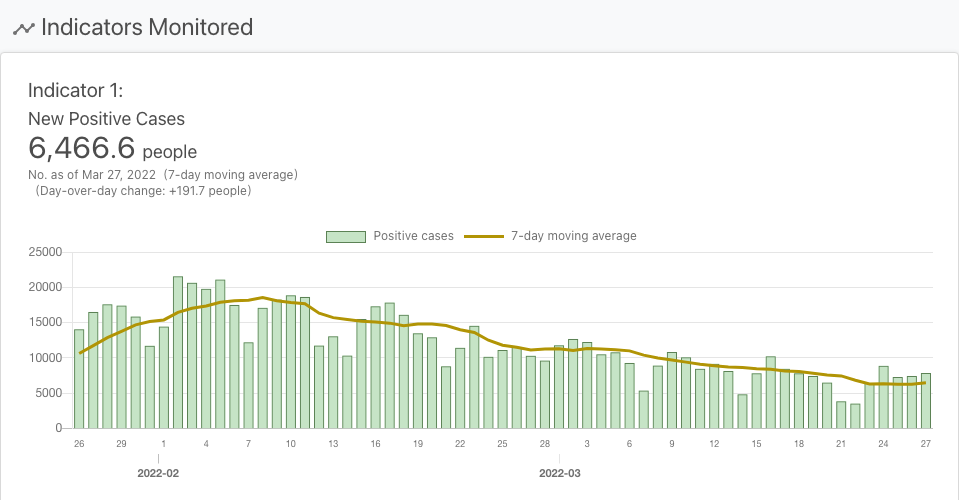 Indicators Monitored
Indicator 1:
New Positive Cases
6,466.6 people
No. as of Mar 27, 2022 (7-day moving average)
(Day-over-day change: +191.7 people)
Positive cases 7-day moving average
25000
20000
15000
10000
5000
0
26 29 1 4 7 10 13 16 19 22 25 28 3 6 9 12 15 18 21 24 27
2022-02 2022-03